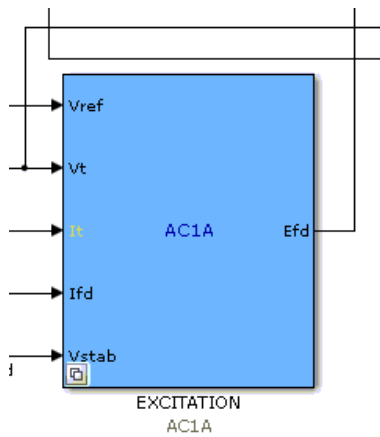 Vref
Vt
It
AC1A
Efd
Ifd
Vstab
EXCITATION
AC1A